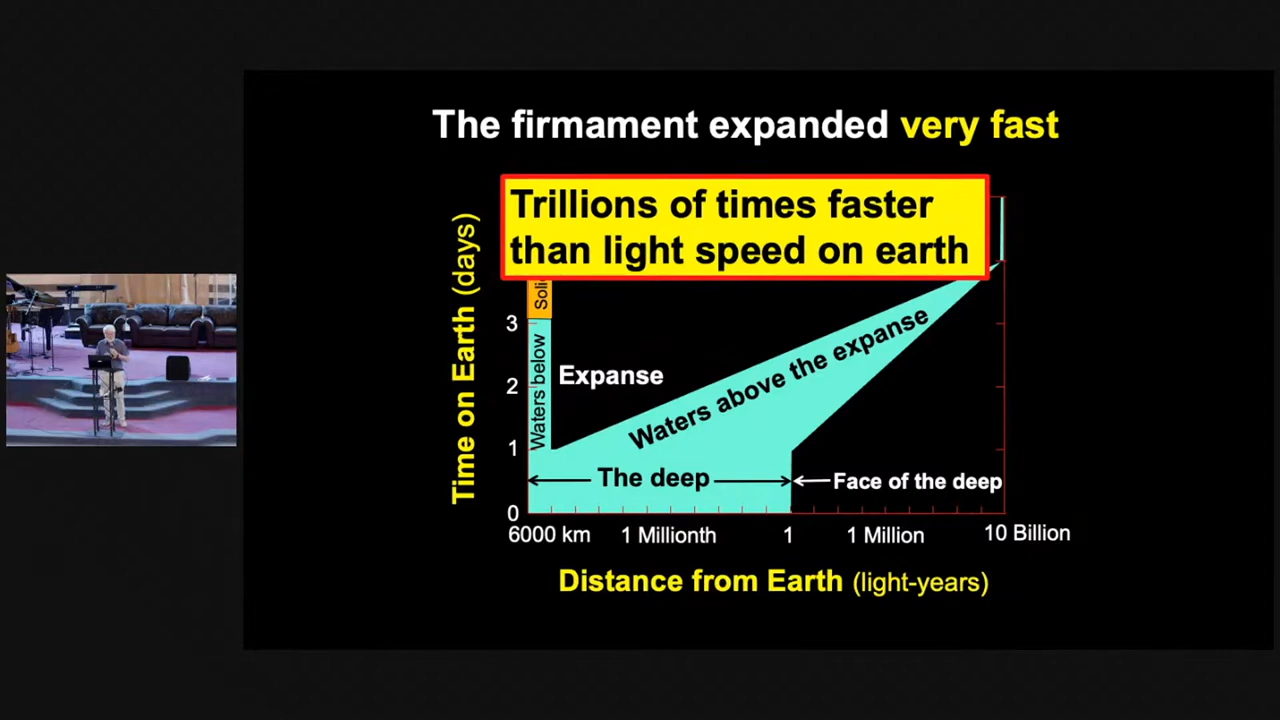 The firmament expanded very fast
Trillions of times faster
than light speed on earth
Time on Earth (days)
3
2
1
0
Waters below
Expanse
Waters above the expanse
The deep
Face of the deep
6000 km
1 Millionth
1
1 Million
10 Billion
Distance from Earth (light-years)